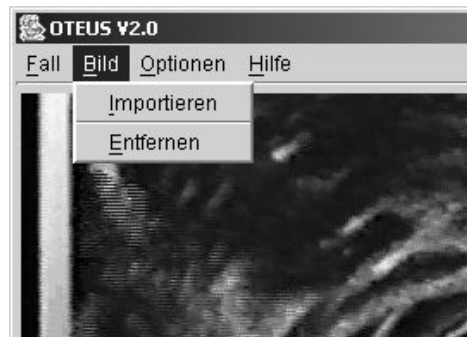 OTEUS V2.0
Fall Bild Optionen Hilfe
Importieren
Entfernen